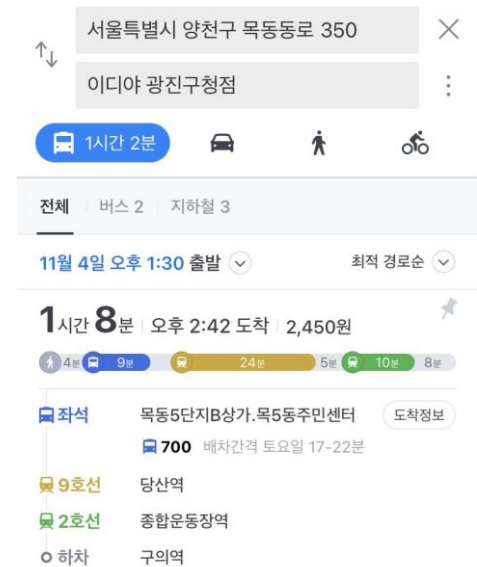 서울특별시 양천구 목동동로 350
이디야 광진구청점
1시간 2분
전체 버스 2 지하철 3
11월 4일 오후 1:30 출발 최적 경로순
1시간 8분 오후 2:42 도착 2,450원
4분 9분 24분 5분 10분 8분
좌석 목동5단지B상가.목5동주민센터 도착정보
700 배차간격 토요일 17-22분
9호선 당산역
2호선 종합운동장역
하차 구의역